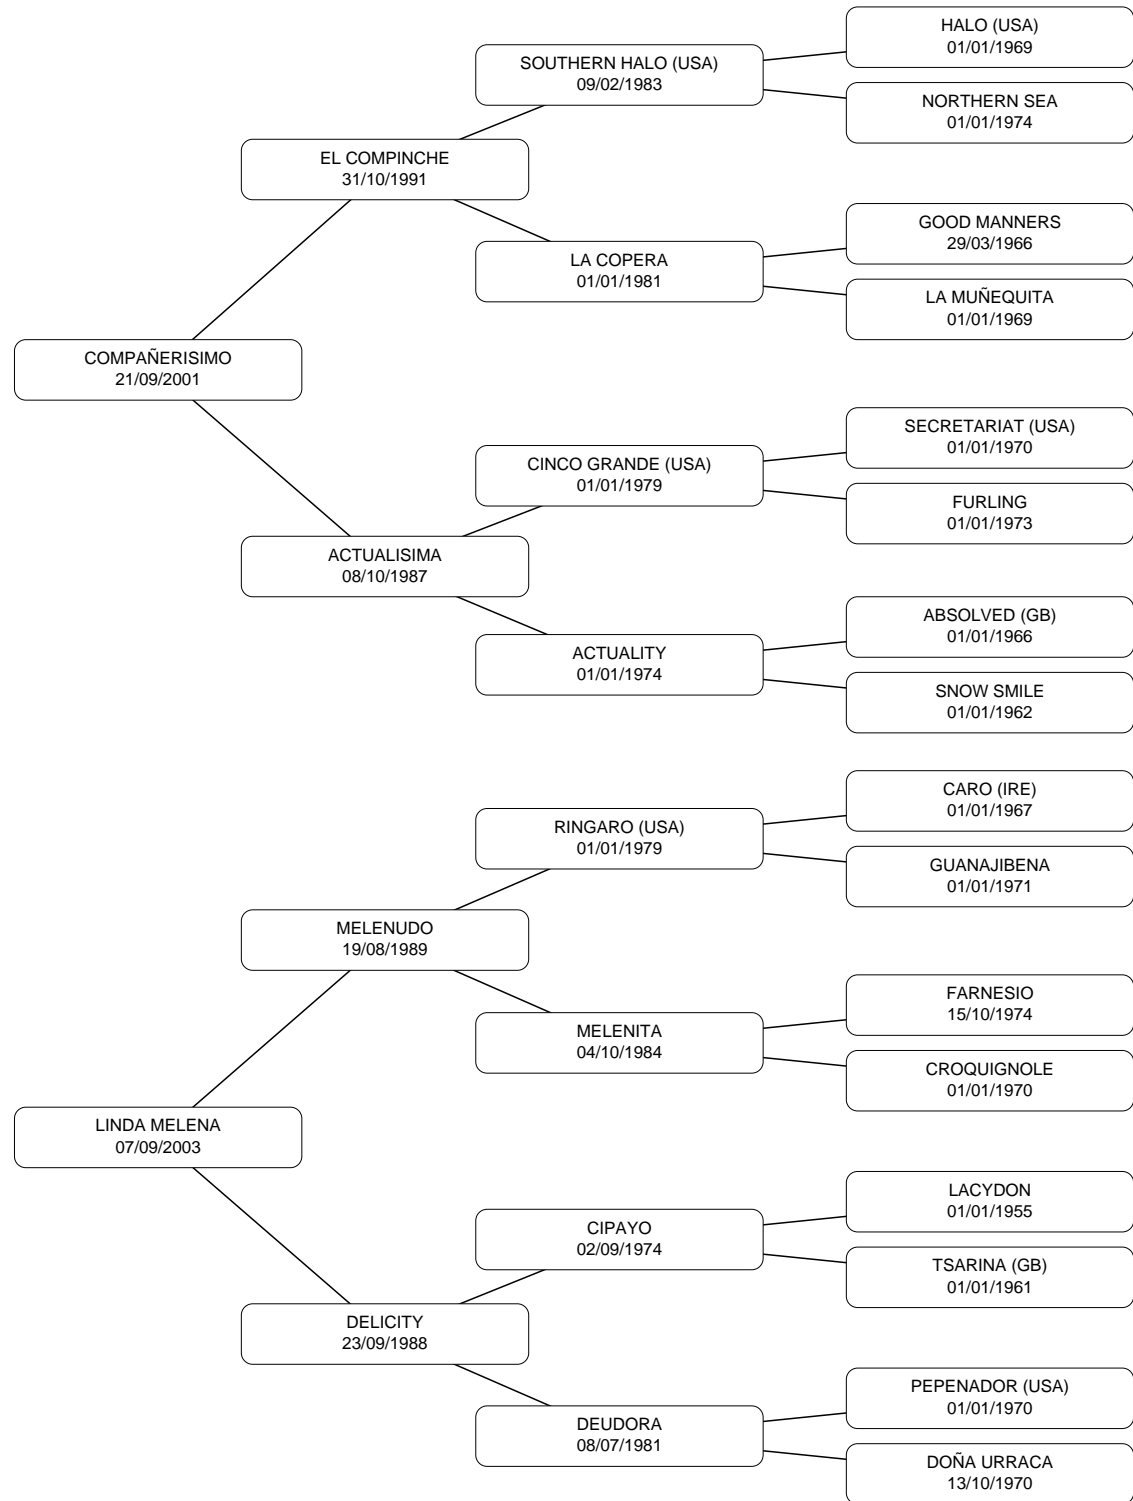 HALO (USA)
01/01/1969
SOUTHERN HALO (USA)
09/02/1983
NORTHERN SEA
01/01/1974
EL COMPINCHE
31/10/1991
GOOD MANNERS
29/03/1966
LA COPERA
01/01/1981
LA MUÑEQUITA
01/01/1969
COMPAÑERISIMO
21/09/2001
SECRETARIAT (USA)
01/01/1970
CINCO GRANDE (USA)
01/01/1979
FURLING
01/01/1973
ACTUALISIMA
08/10/1987
ABSOLVED (GB)
01/01/1966
ACTUALITY
01/01/1974
SNOW SMILE
01/01/1962
CARO (IRE)
01/01/1967
RINGARO (USA)
01/01/1979
GUANAJIBENA
01/01/1971
MELENUDO
19/08/1989
FARNESIO
15/10/1974
MELENITA
04/10/1984
CROQUIGNOLE
01/01/1970
LINDA MELENA
07/09/2003
LACYDON
01/01/1955
CIPAYO
02/09/1974
TSARINA (GB)
01/01/1961
DELICITY
23/09/1988
PEPENADOR (USA)
01/01/1970
DEUDORA
08/07/1981
DOÑA URRACA
13/10/1970